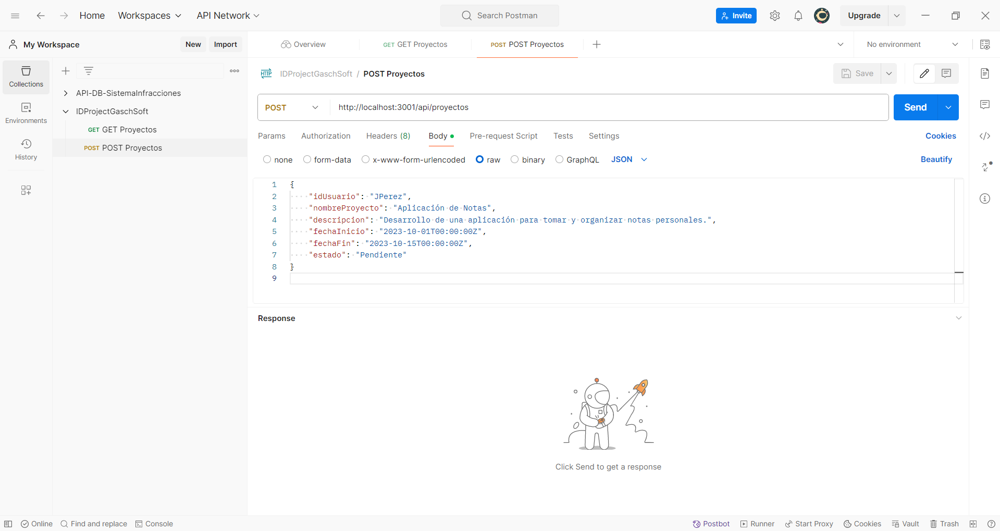 Home Workspaces API Network Search Postman Invite Upgrade
My Workspace New Import Overview GET GET Proyectos POST POST Proyectos No environment
Collections
Environments
History
API-DB-SistemaInfracciones
IDProjectGaschSoft
GET GET Proyectos
POST POST Proyectos
HTTP IDProjectGaschSoft / POST Proyectos Save
POST http://localhost:3001/api/proyectos Send
Params Authorization Headers (8) Body Pre-request Script Tests Settings Cookies
none form-data x-www-form-urlencoded raw binary GraphQL JSON Beautify
1 {
2 "idUsuario": "JPerez",
3 "nombreProyecto": "Aplicación de Notas",
4 "descripcion": "Desarrollo de una aplicación para tomar y organizar notas personales.",
5 "fechaInicio": "2023-10-01T00:00:00Z",
6 "fechaFin": "2023-10-15T00:00:00Z",
7 "estado": "Pendiente"
8 }
9
Response
Click Send to get a response
Online Find and replace Console Postbot Runner Start Proxy Cookies Vault Trash